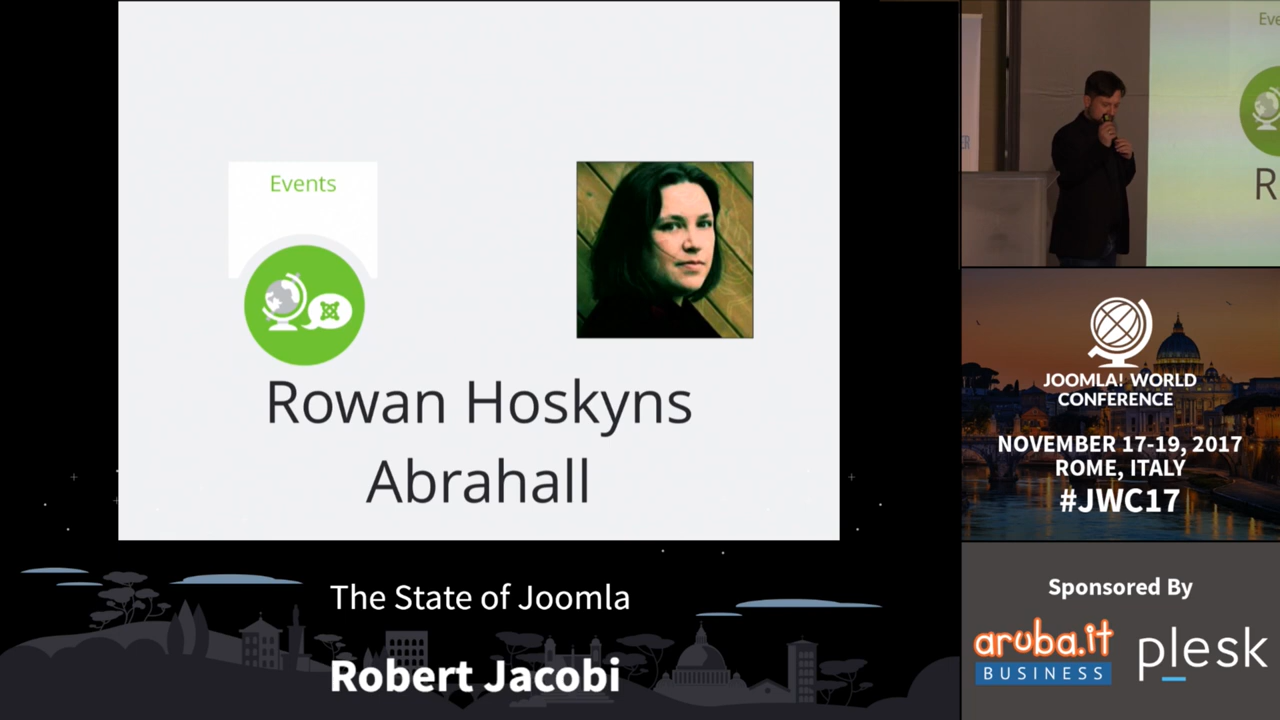 Events
Rowan Hoskyns
Abrahall
The State of Joomla
Robert Jacobi
Eve
R
JOOMLA! WORLD
CONFERENCE
NOVEMBER 17-19, 2017
ROME, ITALY
#JWC17
Sponsored By
aruba.it
BUSINESS
plesk